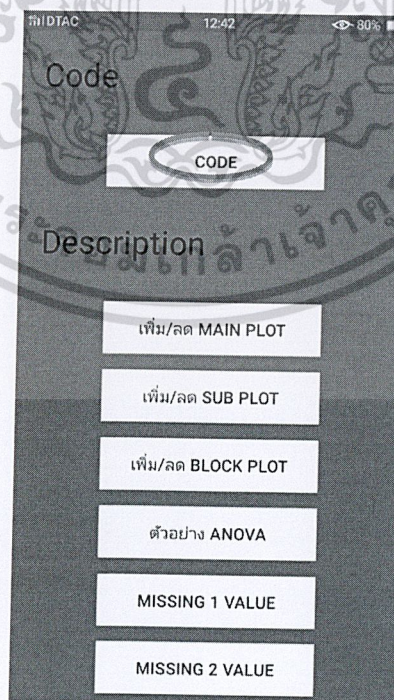 DTAC 12:42 80%
Code
CODE
Description
เพิ่ม/ลด MAIN PLOT
เพิ่ม/ลด SUB PLOT
เพิ่ม/ลด BLOCK PLOT
ตัวอย่าง ANOVA
MISSING 1 VALUE
MISSING 2 VALUE